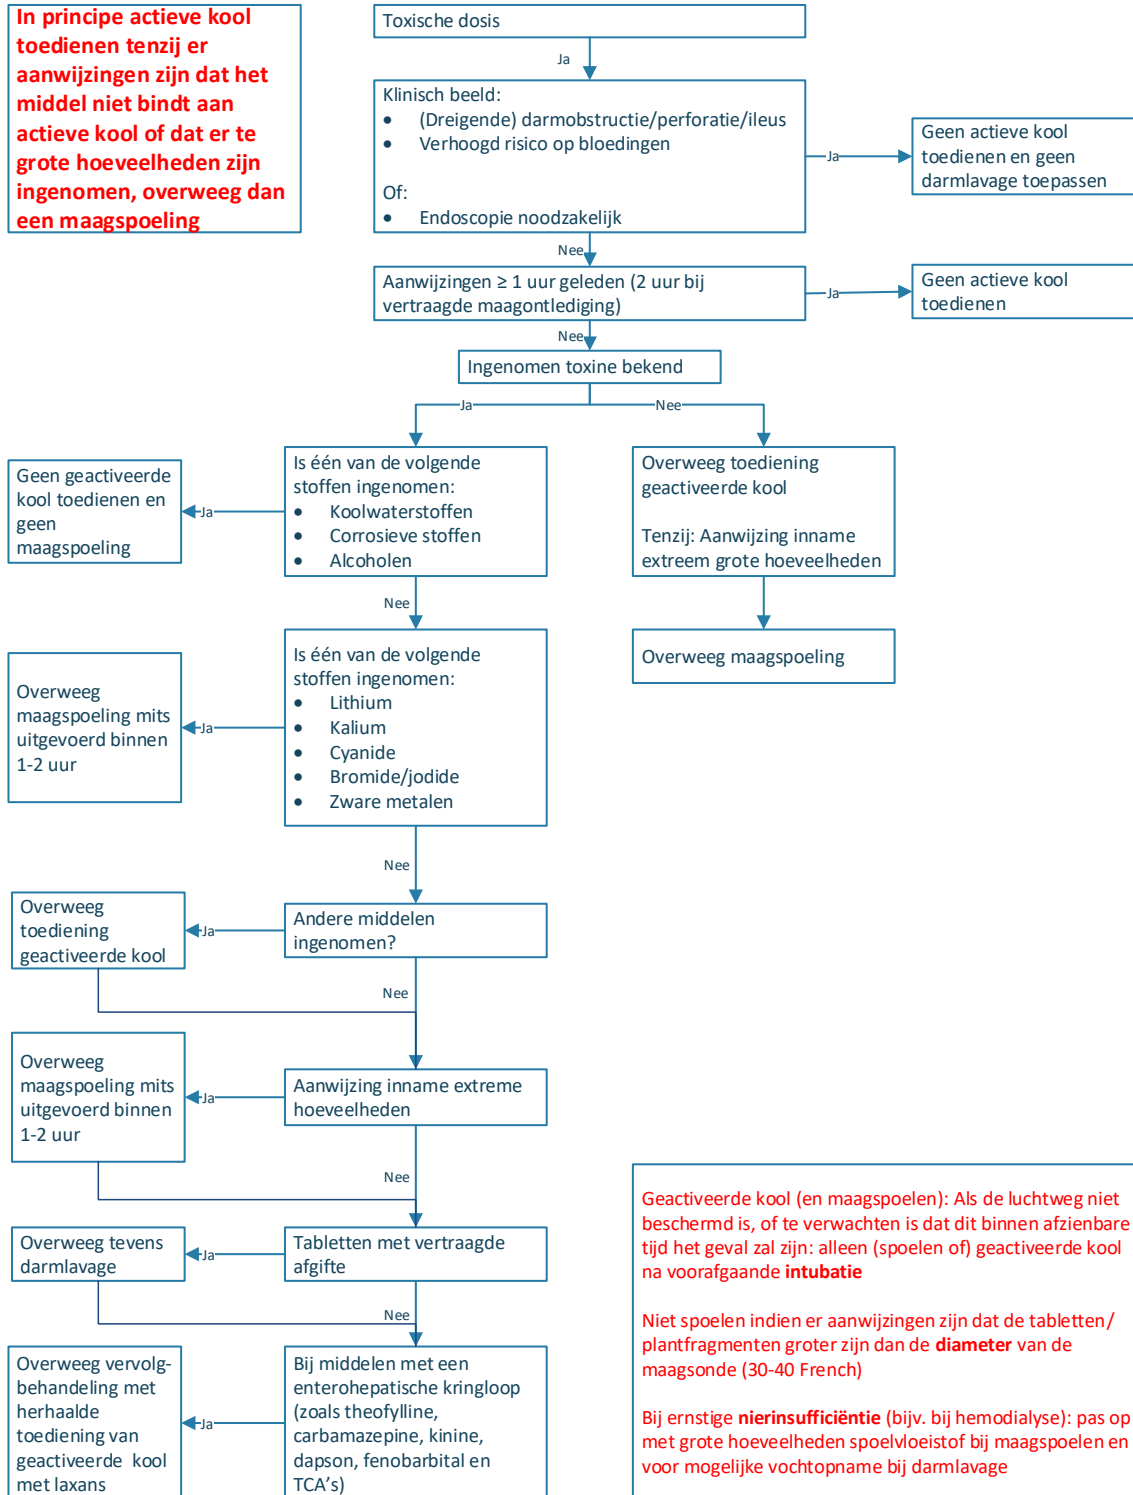 In principe actieve kool
toedienen tenzij er
aanwijzingen zijn dat het
middel niet bindt aan
actieve kool of dat er te
grote hoeveelheden zijn
ingenomen, overweeg dan
een maagspoeling
Toxische dosis
Ja
Klinisch beeld:
• (Dreigende) darmobstructie/perforatie/ileus
• Verhoogd risico op bloedingen
Of:
• Endoscopie noodzakelijk
Ja
Geen actieve kool
toedienen en geen
darmlavage toepassen
Nee
Aanwijzingen ≥ 1 uur geleden (2 uur bij
vertraagde maagontlediging)
Ja
Geen actieve kool
toedienen
Nee
Ingenomen toxine bekend
Ja
Nee
Geen geactiveerde
kool toedienen en
geen
maagspoeling
Ja
Is één van de volgende
stoffen ingenomen:
• Koolwaterstoffen
• Corrosieve stoffen
• Alcoholen
Overweeg toediening
geactiveerde kool
Tenzij: Aanwijzing inname
extreem grote hoeveelheden
Nee
Overweeg maagspoeling
Overweeg
maagspoeling mits
uitgevoerd binnen
1-2 uur
Ja
Is één van de volgende
stoffen ingenomen:
• Lithium
• Kalium
• Cyanide
• Bromide/jodide
• Zware metalen
Nee
Overweeg
toediening
geactiveerde kool
Ja
Andere middelen
ingenomen?
Nee
Overweeg
maagspoeling mits
uitgevoerd binnen
1-2 uur
Ja
Aanwijzing inname extreme
hoeveelheden
Nee
Overweeg tevens
darmlavage
Ja
Tabletten met vertraagde
afgifte
Nee
Overweeg vervolg-
behandeling met
herhaalde
toediening van
geactiveerde kool
met laxans
Ja
Bij middelen met een
enterohepatische kringloop
(zoals theofylline,
carbamazepine, kinine,
dapson, fenobarbital en
TCA's)
Geactiveerde kool (en maagspoelen): Als de luchtweg niet
beschermd is, of te verwachten is dat dit binnen afzienbare
tijd het geval zal zijn: alleen (spoelen of) geactiveerde kool
na voorafgaande intubatie
Niet spoelen indien er aanwijzingen zijn dat de tabletten/
plantfragmenten groter zijn dan de diameter van de
maagsonde (30-40 French)
Bij ernstige nierinsufficiëntie (bijv. bij hemodialyse): pas op
met grote hoeveelheden spoelvloeistof bij maagspoelen en
voor mogelijke vochtopname bij darmlavage